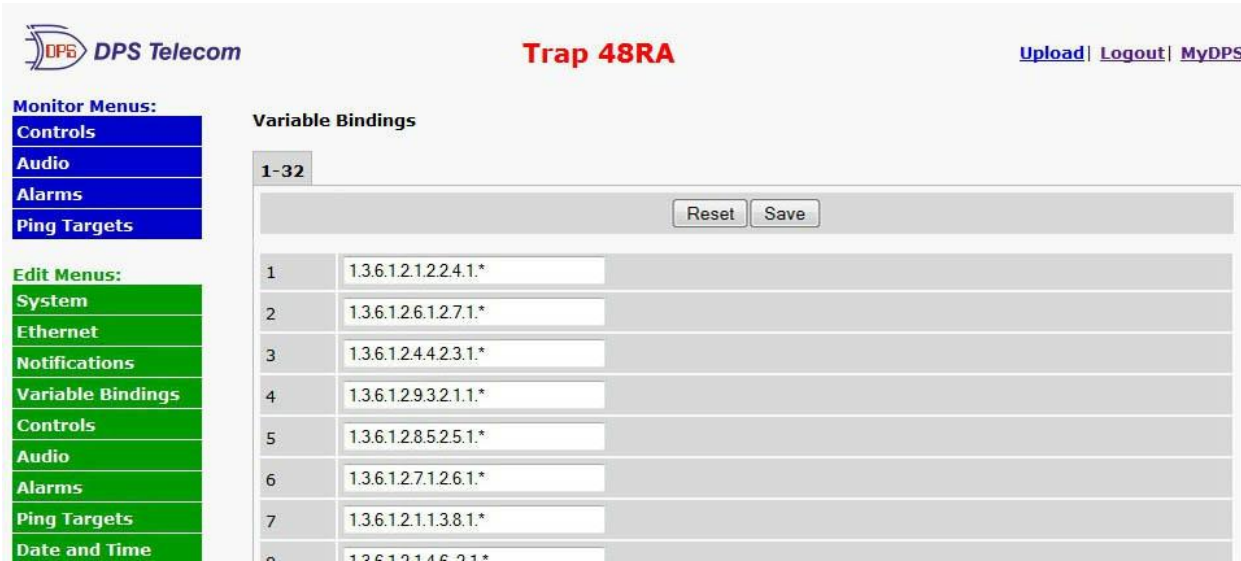 DPS DPS Telecom
Trap 48RA
Upload| Logout| MyDPS
Monitor Menus:
Controls
Audio
Alarms
Ping Targets
Edit Menus:
System
Ethernet
Notifications
Variable Bindings
Controls
Audio
Alarms
Ping Targets
Date and Time
Variable Bindings
1-32
Reset Save
1 1.3.6.1.2.1.2.2.4.1.*
2 1.3.6.1.2.6.1.2.7.1.*
3 1.3.6.1.2.4.4.2.3.1.*
4 1.3.6.1.2.9.3.2.1.1.*
5 1.3.6.1.2.8.5.2.5.1.*
6 1.3.6.1.2.7.1.2.6.1.*
7 1.3.6.1.2.1.1.3.8.1.*